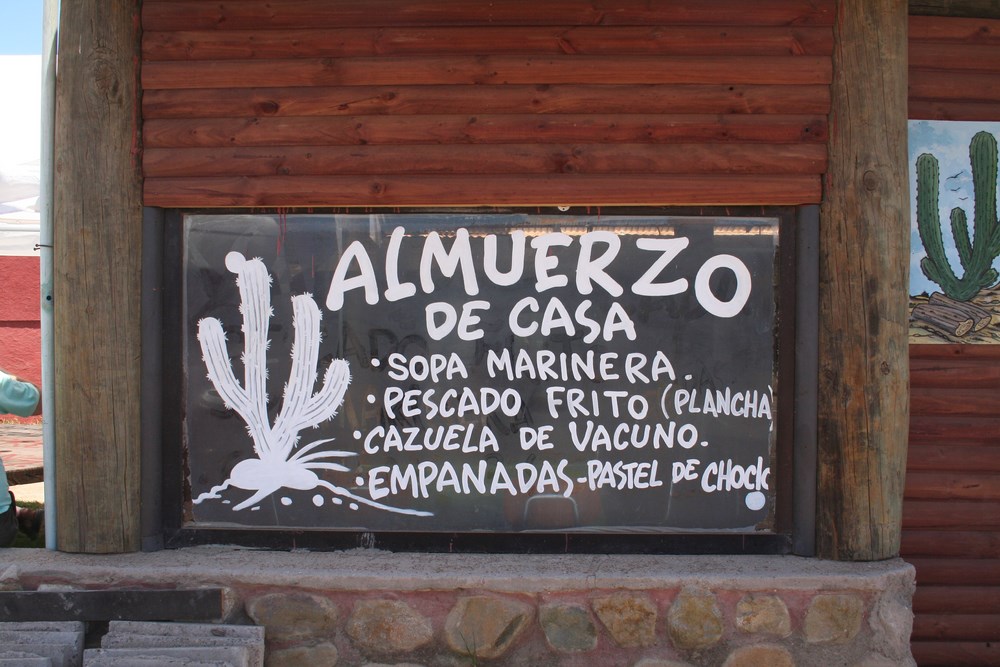 ALMUERZO
DE CASA
• SOPA MARINERA.
• PESCADO FRITO (PLANCHA)
• CAZUELA DE VACUNO.
• EMPANADAS - PASTEL DE CHOCLO